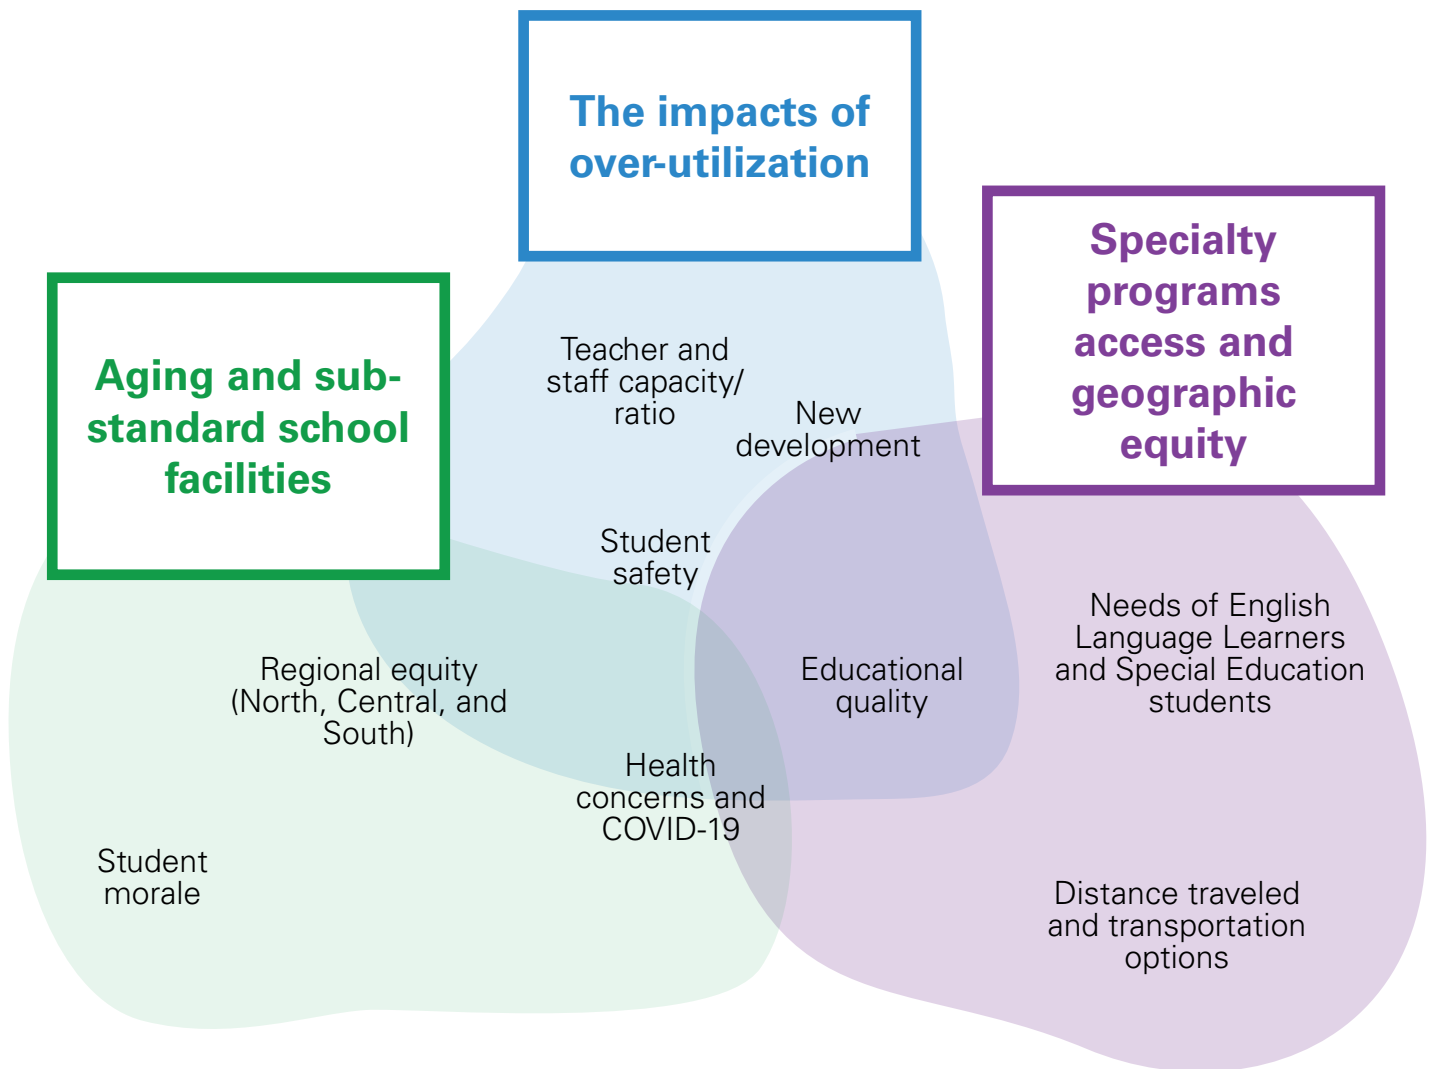 The impacts of
over-utilization
Specialty
programs
access and
geographic
equity
Aging and sub-
standard school
facilities
Teacher and
staff capacity/
ratio
New
development
Student
safety
Needs of English
Language Learners
and Special Education
students
Regional equity
(North, Central, and
South)
Educational
quality
Health
concerns and
COVID-19
Student
morale
Distance traveled
and transportation
options